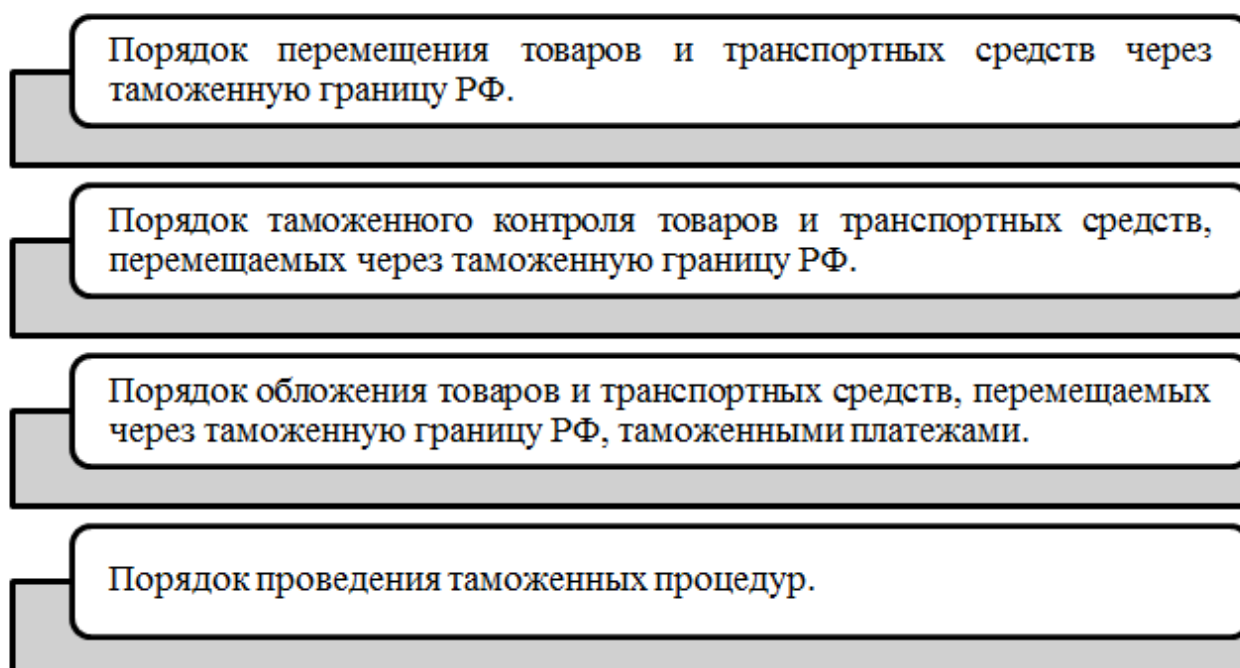 Порядок перемещения товаров и транспортных средств через
таможенную границу РФ.
Порядок таможенного контроля товаров и транспортных средств,
перемещаемых через таможенную границу РФ.
Порядок обложения товаров и транспортных средств, перемещаемых
через таможенную границу РФ, таможенными платежами.
Порядок проведения таможенных процедур.